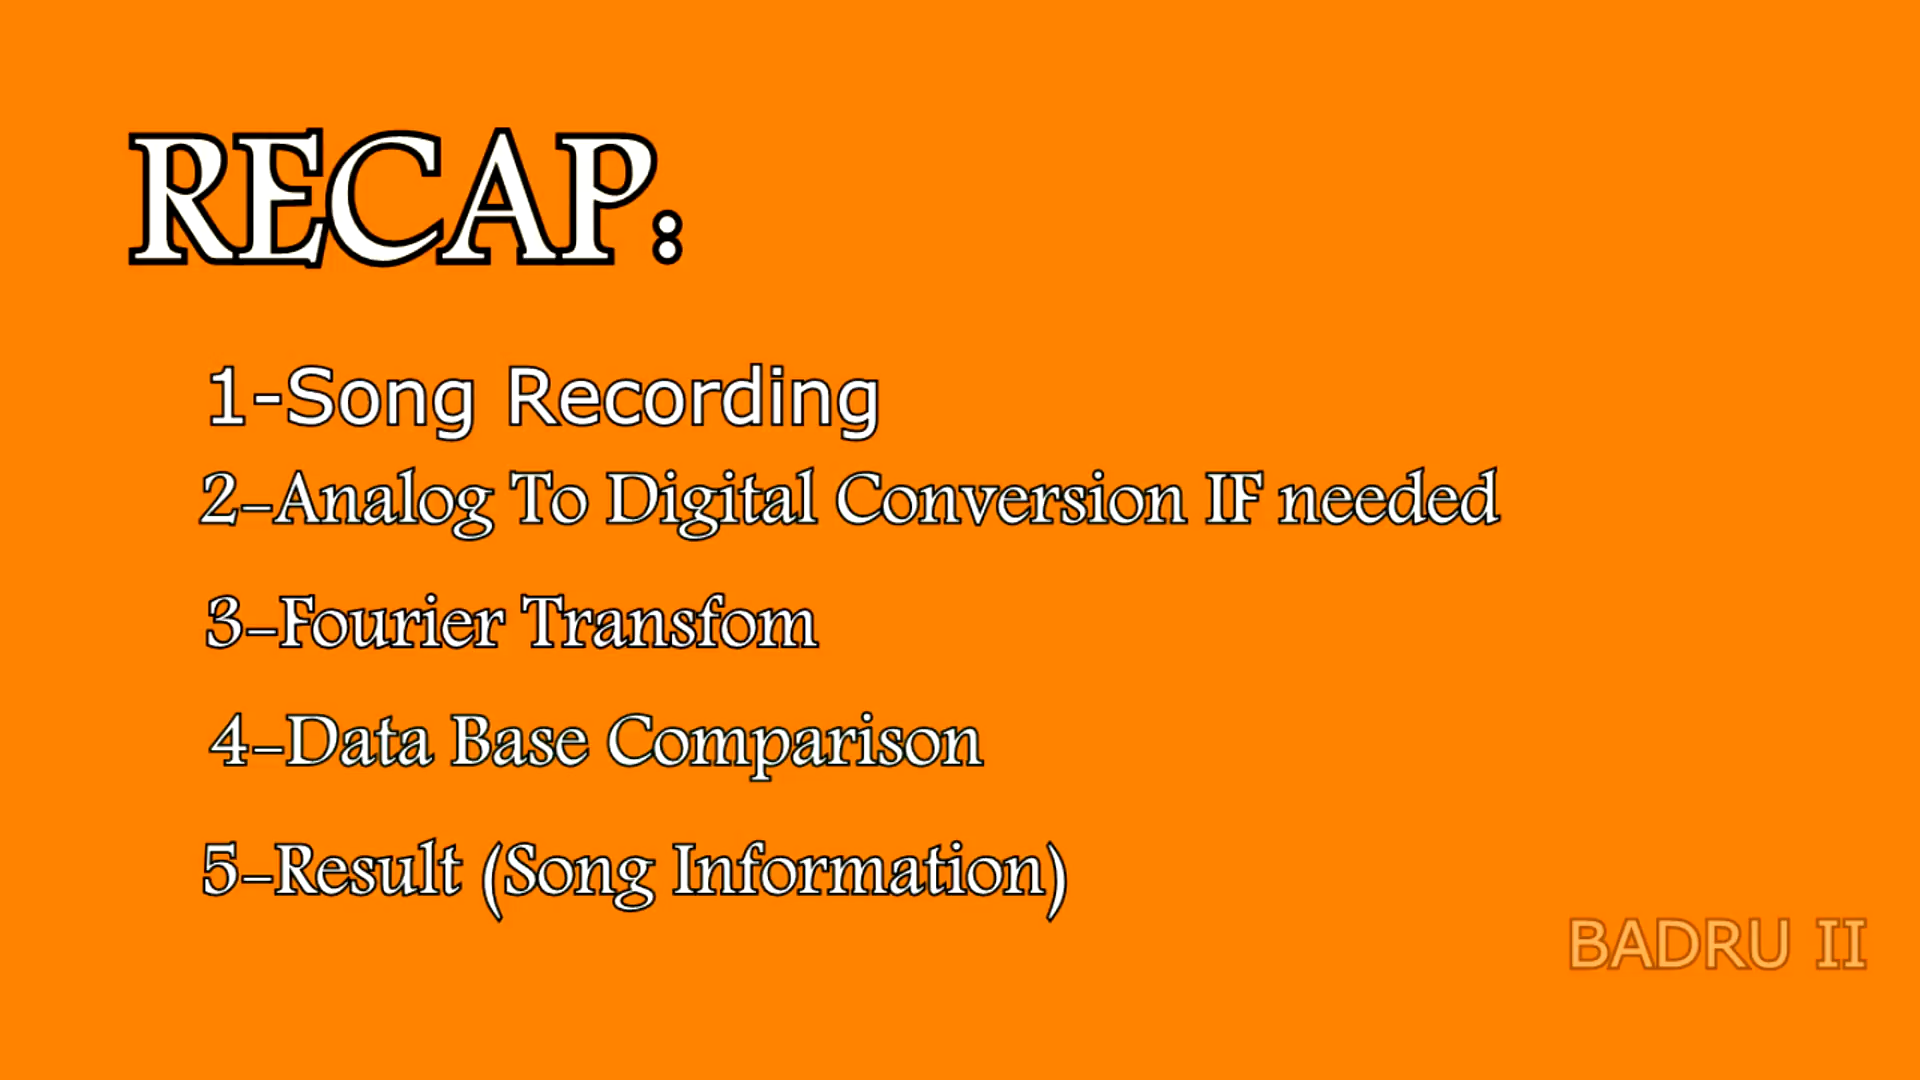 RECAP:
1-Song Recording
2-Analog To Digital Conversion IF needed
3-Fourier Transfom
4-Data Base Comparison
5-Result (Song Information)
BADRU II